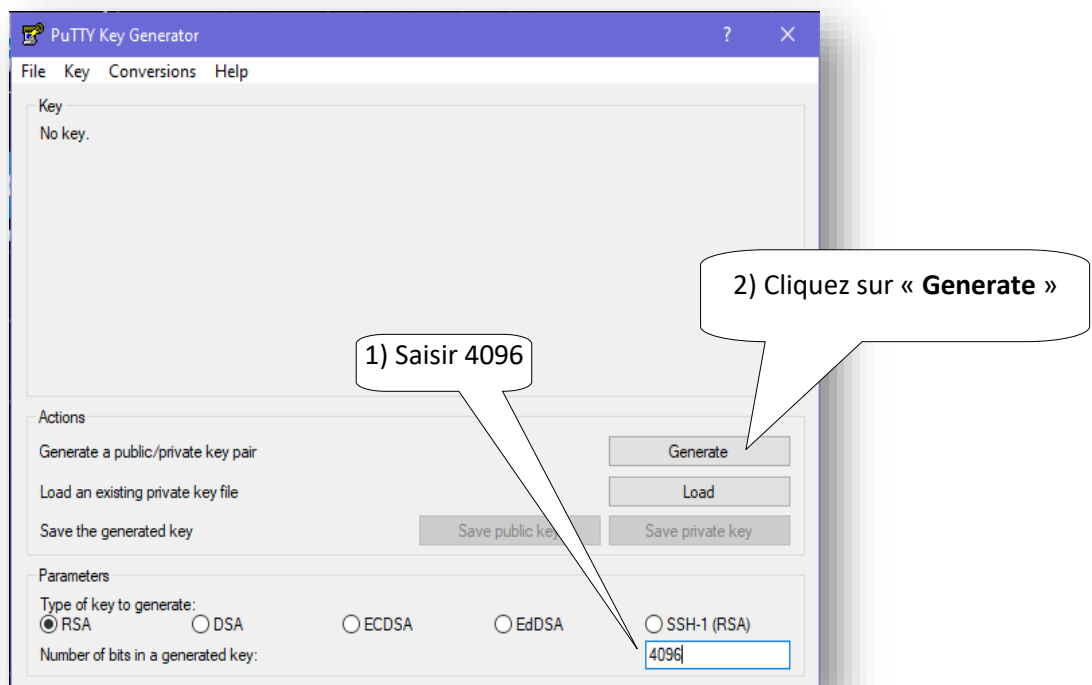 PuTTY Key Generator ?
File Key Conversions Help
Key
No key.
2) Cliquez sur « Generate »
1) Saisir 4096
Actions
Generate a public/private key pair
Generate
Load an existing private key file
Load
Save the generated key
Save public key
Save private key
Parameters
Type of key to generate:
RSA DSA ECDSA EdDSA SSH-1 (RSA)
Number of bits in a generated key:
4096